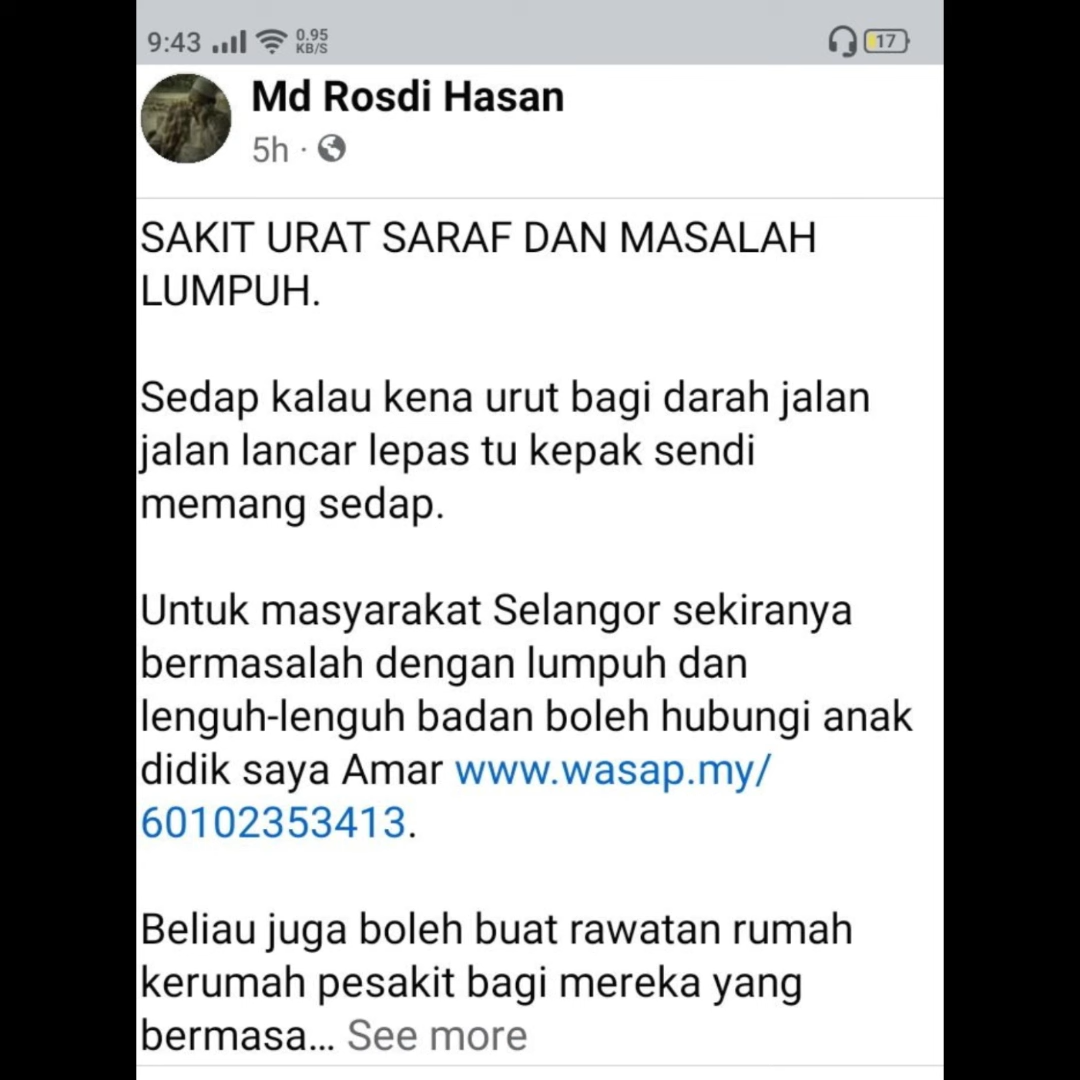 9:43 0.95 KB/S 17
Md Rosdi Hasan
5h ·
SAKIT URAT SARAF DAN MASALAH
LUMPUH.
Sedap kalau kena urut bagi darah jalan
jalan lancar lepas tu kepak sendi
memang sedap.
Untuk masyarakat Selangor sekiranya
bermasalah dengan lumpuh dan
lenguh-lenguh badan boleh hubungi anak
didik saya Amar www.wasap.my/
60102353413.
Beliau juga boleh buat rawatan rumah
kerumah pesakit bagi mereka yang
bermasa... See more